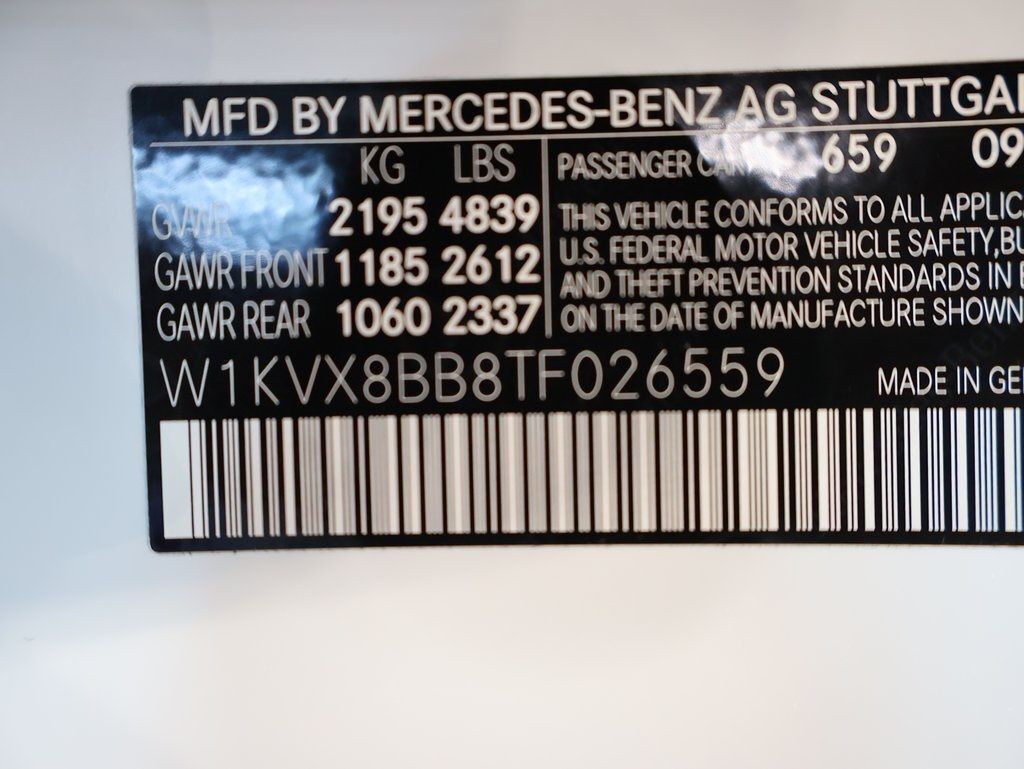 MFD BY MERCEDES-BENZ AG STUTTGA
KG LBS
GVWR 2195 4839
GAWR FRONT 1185 2612
GAWR REAR 1060 2337
PASSENGER CAR 659 09
THIS VEHICLE CONFORMS TO ALL APPLIC
U.S. FEDERAL MOTOR VEHICLE SAFETY, BU
AND THEFT PREVENTION STANDARDS IN E
ON THE DATE OF MANUFACTURE SHOWN
W1KVX8BB8TF026559
MADE IN GE